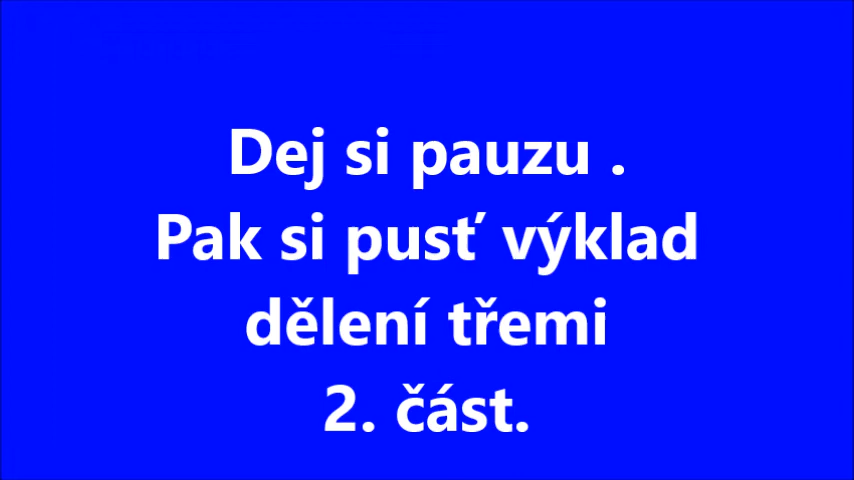 Dej si pauzu .
Pak si pusť výklad
dělení třemi
2. část.